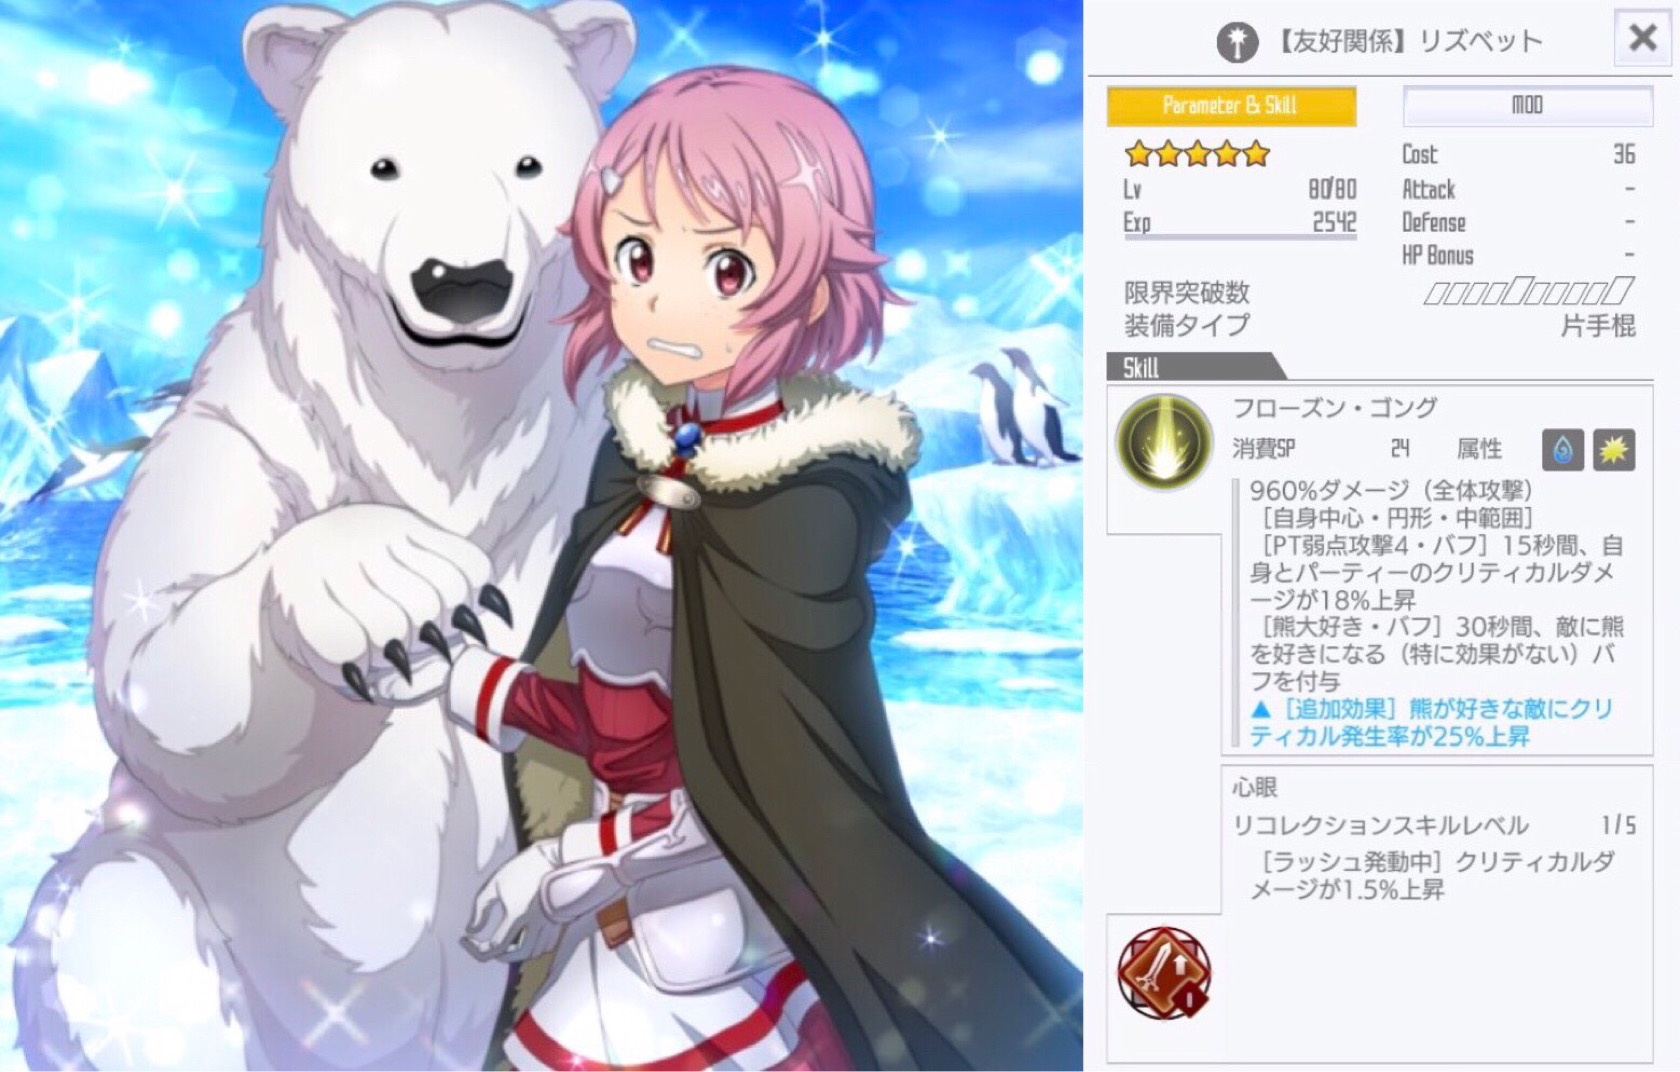 【友好関係】リズベット
Parameter & Skill
MOD
Lv 80/80
Exp 2542
Cost 36
Attack -
Defense -
HP Bonus -
限界突破数
装備タイプ 片手棍
Skill
フローズン・ゴング
消費SP 24 属性
960%ダメージ（全体攻撃）
［自身中心・円形・中範囲］
［PT弱点攻撃4・バフ］15秒間、自
身とパーティーのクリティカルダメ
ージが18%上昇
［熊大好き・バフ］30秒間、敵に熊
を好きになる（特に効果がない）バ
フを付与
▲［追加効果］熊が好きな敵にクリ
ティカル発生率が25%上昇
心眼
リコレクションスキルレベル 1/5
［ラッシュ発動中］クリティカルダ
メージが1.5%上昇
I